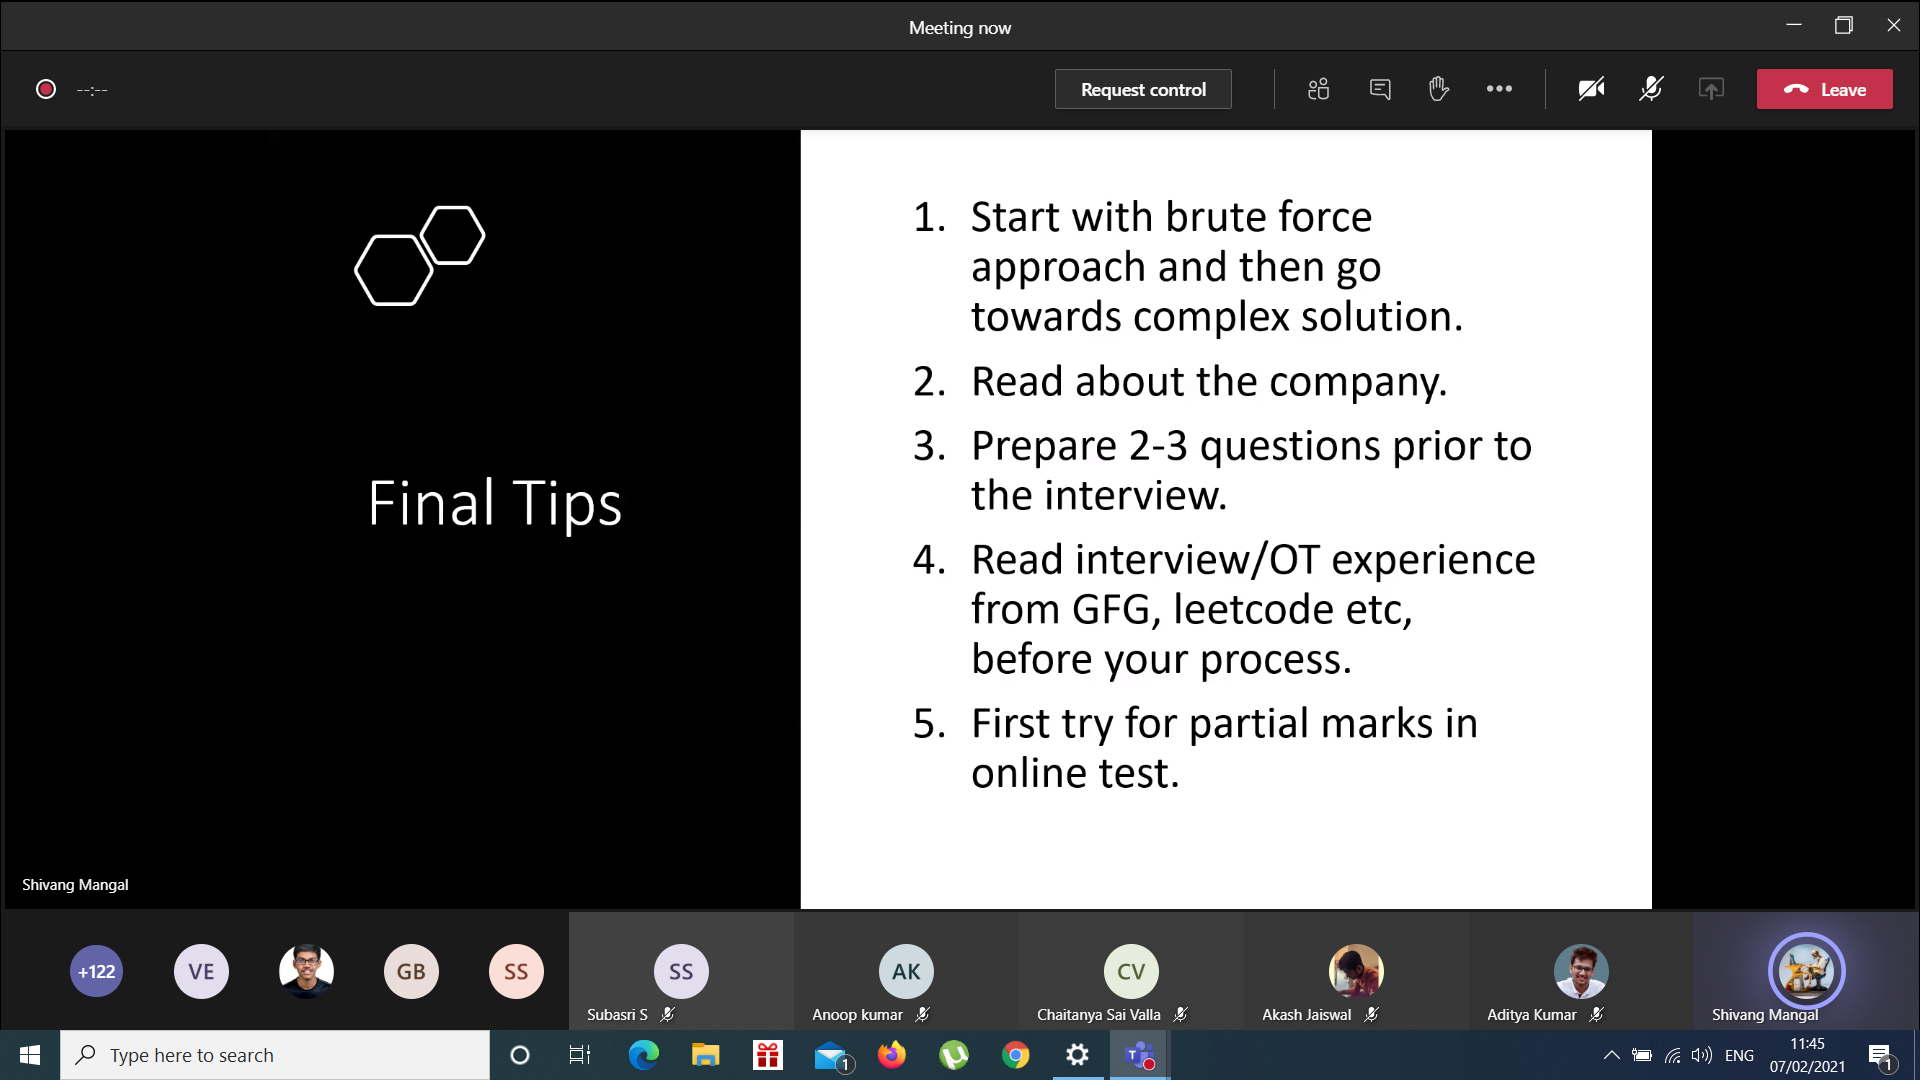 Meeting now
--:--
Request control
Leave
Final Tips
1. Start with brute force
approach and then go
towards complex solution.
2. Read about the company.
3. Prepare 2-3 questions prior to
the interview.
4. Read interview/OT experience
from GFG, leetcode etc,
before your process.
5. First try for partial marks in
online test.
Shivang Mangal
+122
VE
GB
SS
SS
Subasri S
AK
Anoop kumar
CV
Chaitanya Sai Valla
Akash Jaiswal
Aditya Kumar
Shivang Mangal
Type here to search
1
ENG
11:45
07/02/2021
1